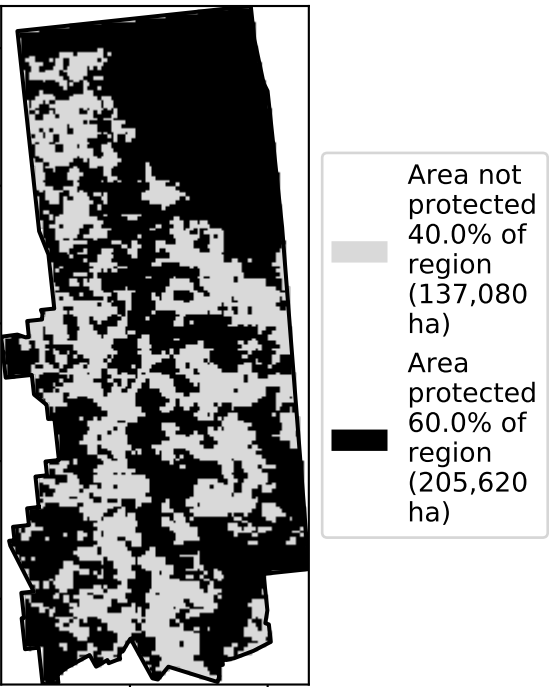 Area not
protected
40.0% of
region
(137,080
ha)
Area
protected
60.0% of
region
(205,620
ha)